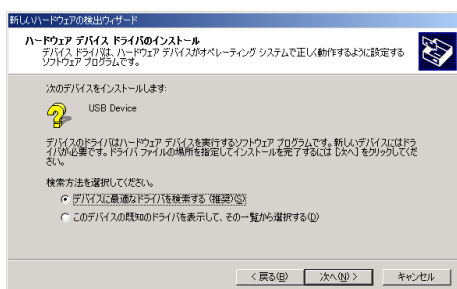 新しいハードウェアの検出ウィザード
ハードウェア デバイス ドライバのインストール
デバイス ドライバは、ハードウェア デバイスがオペレーティング システムで正しく動作するように設定する
ソフトウェア プログラムです。
次のデバイスをインストールします:
USB Device
デバイスのドライバはハードウェア デバイスを実行するソフトウェア プログラムです。新しいデバイスにはドラ
イバが必要です。ドライバ ファイルの場所を指定してインストールを完了するには [次へ] をクリックしてくだ
さい。
検索方法を選択してください。
デバイスに最適なドライバを検索する (推奨)(S)
このデバイスの既知のドライバを表示して、その一覧から選択する(D)
< 戻る(B)
次へ(N) >
キャンセル